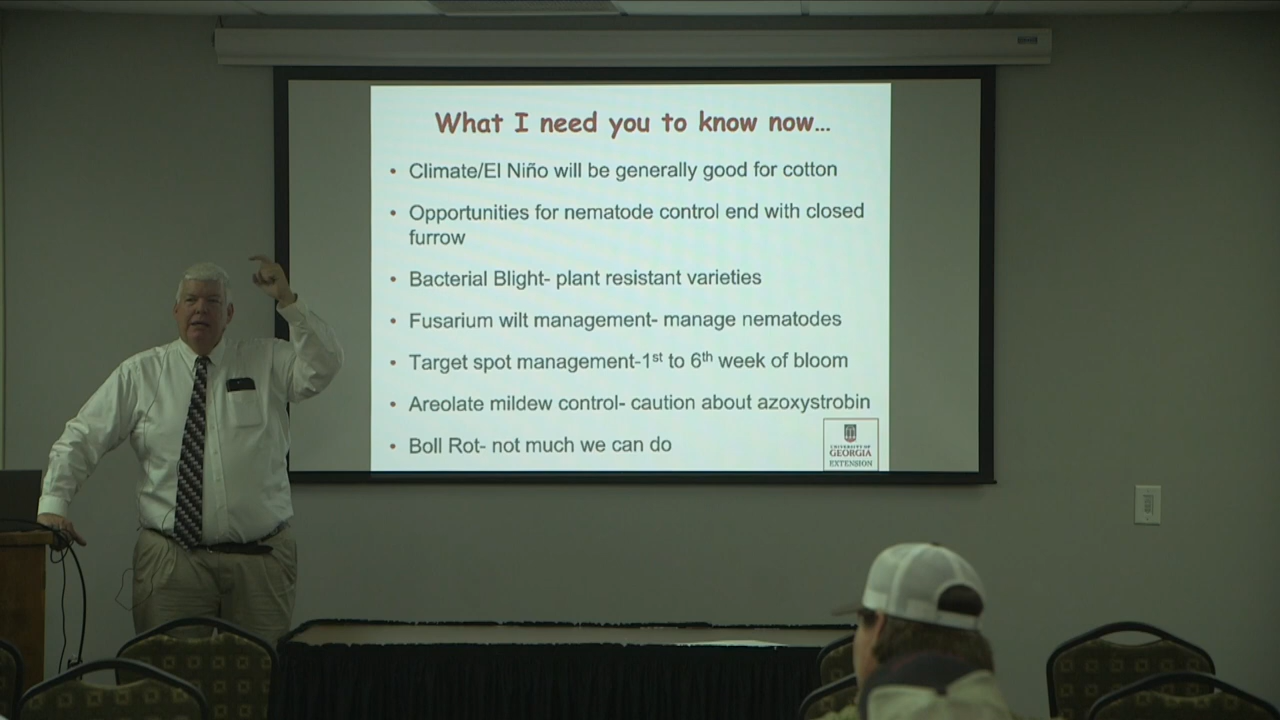 What I need you to know now...
• Climate/El Niño will be generally good for cotton
• Opportunities for nematode control end with closed
furrow
• Bacterial Blight- plant resistant varieties
• Fusarium wilt management- manage nematodes
• Target spot management-1st to 6th week of bloom
• Areolate mildew control- caution about azoxystrobin
• Boll Rot- not much we can do
UNIVERSITY OF
GEORGIA
EXTENSION